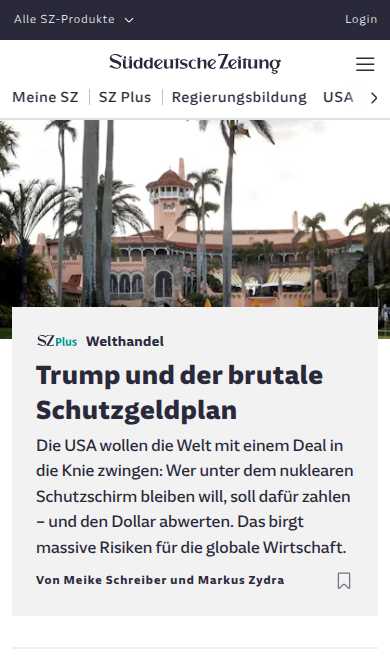 Alle SZ-Produkte
Login
Süddeutsche Zeitung
Meine SZ
SZ Plus
Regierungsbildung
USA
SZ Plus Welthandel
Trump und der brutale
Schutzgeldplan
Die USA wollen die Welt mit einem Deal in
die Knie zwingen: Wer unter dem nuklearen
Schutzschirm bleiben will, soll dafür zahlen
– und den Dollar abwerten. Das birgt
massive Risiken für die globale Wirtschaft.
Von Meike Schreiber und Markus Zydra